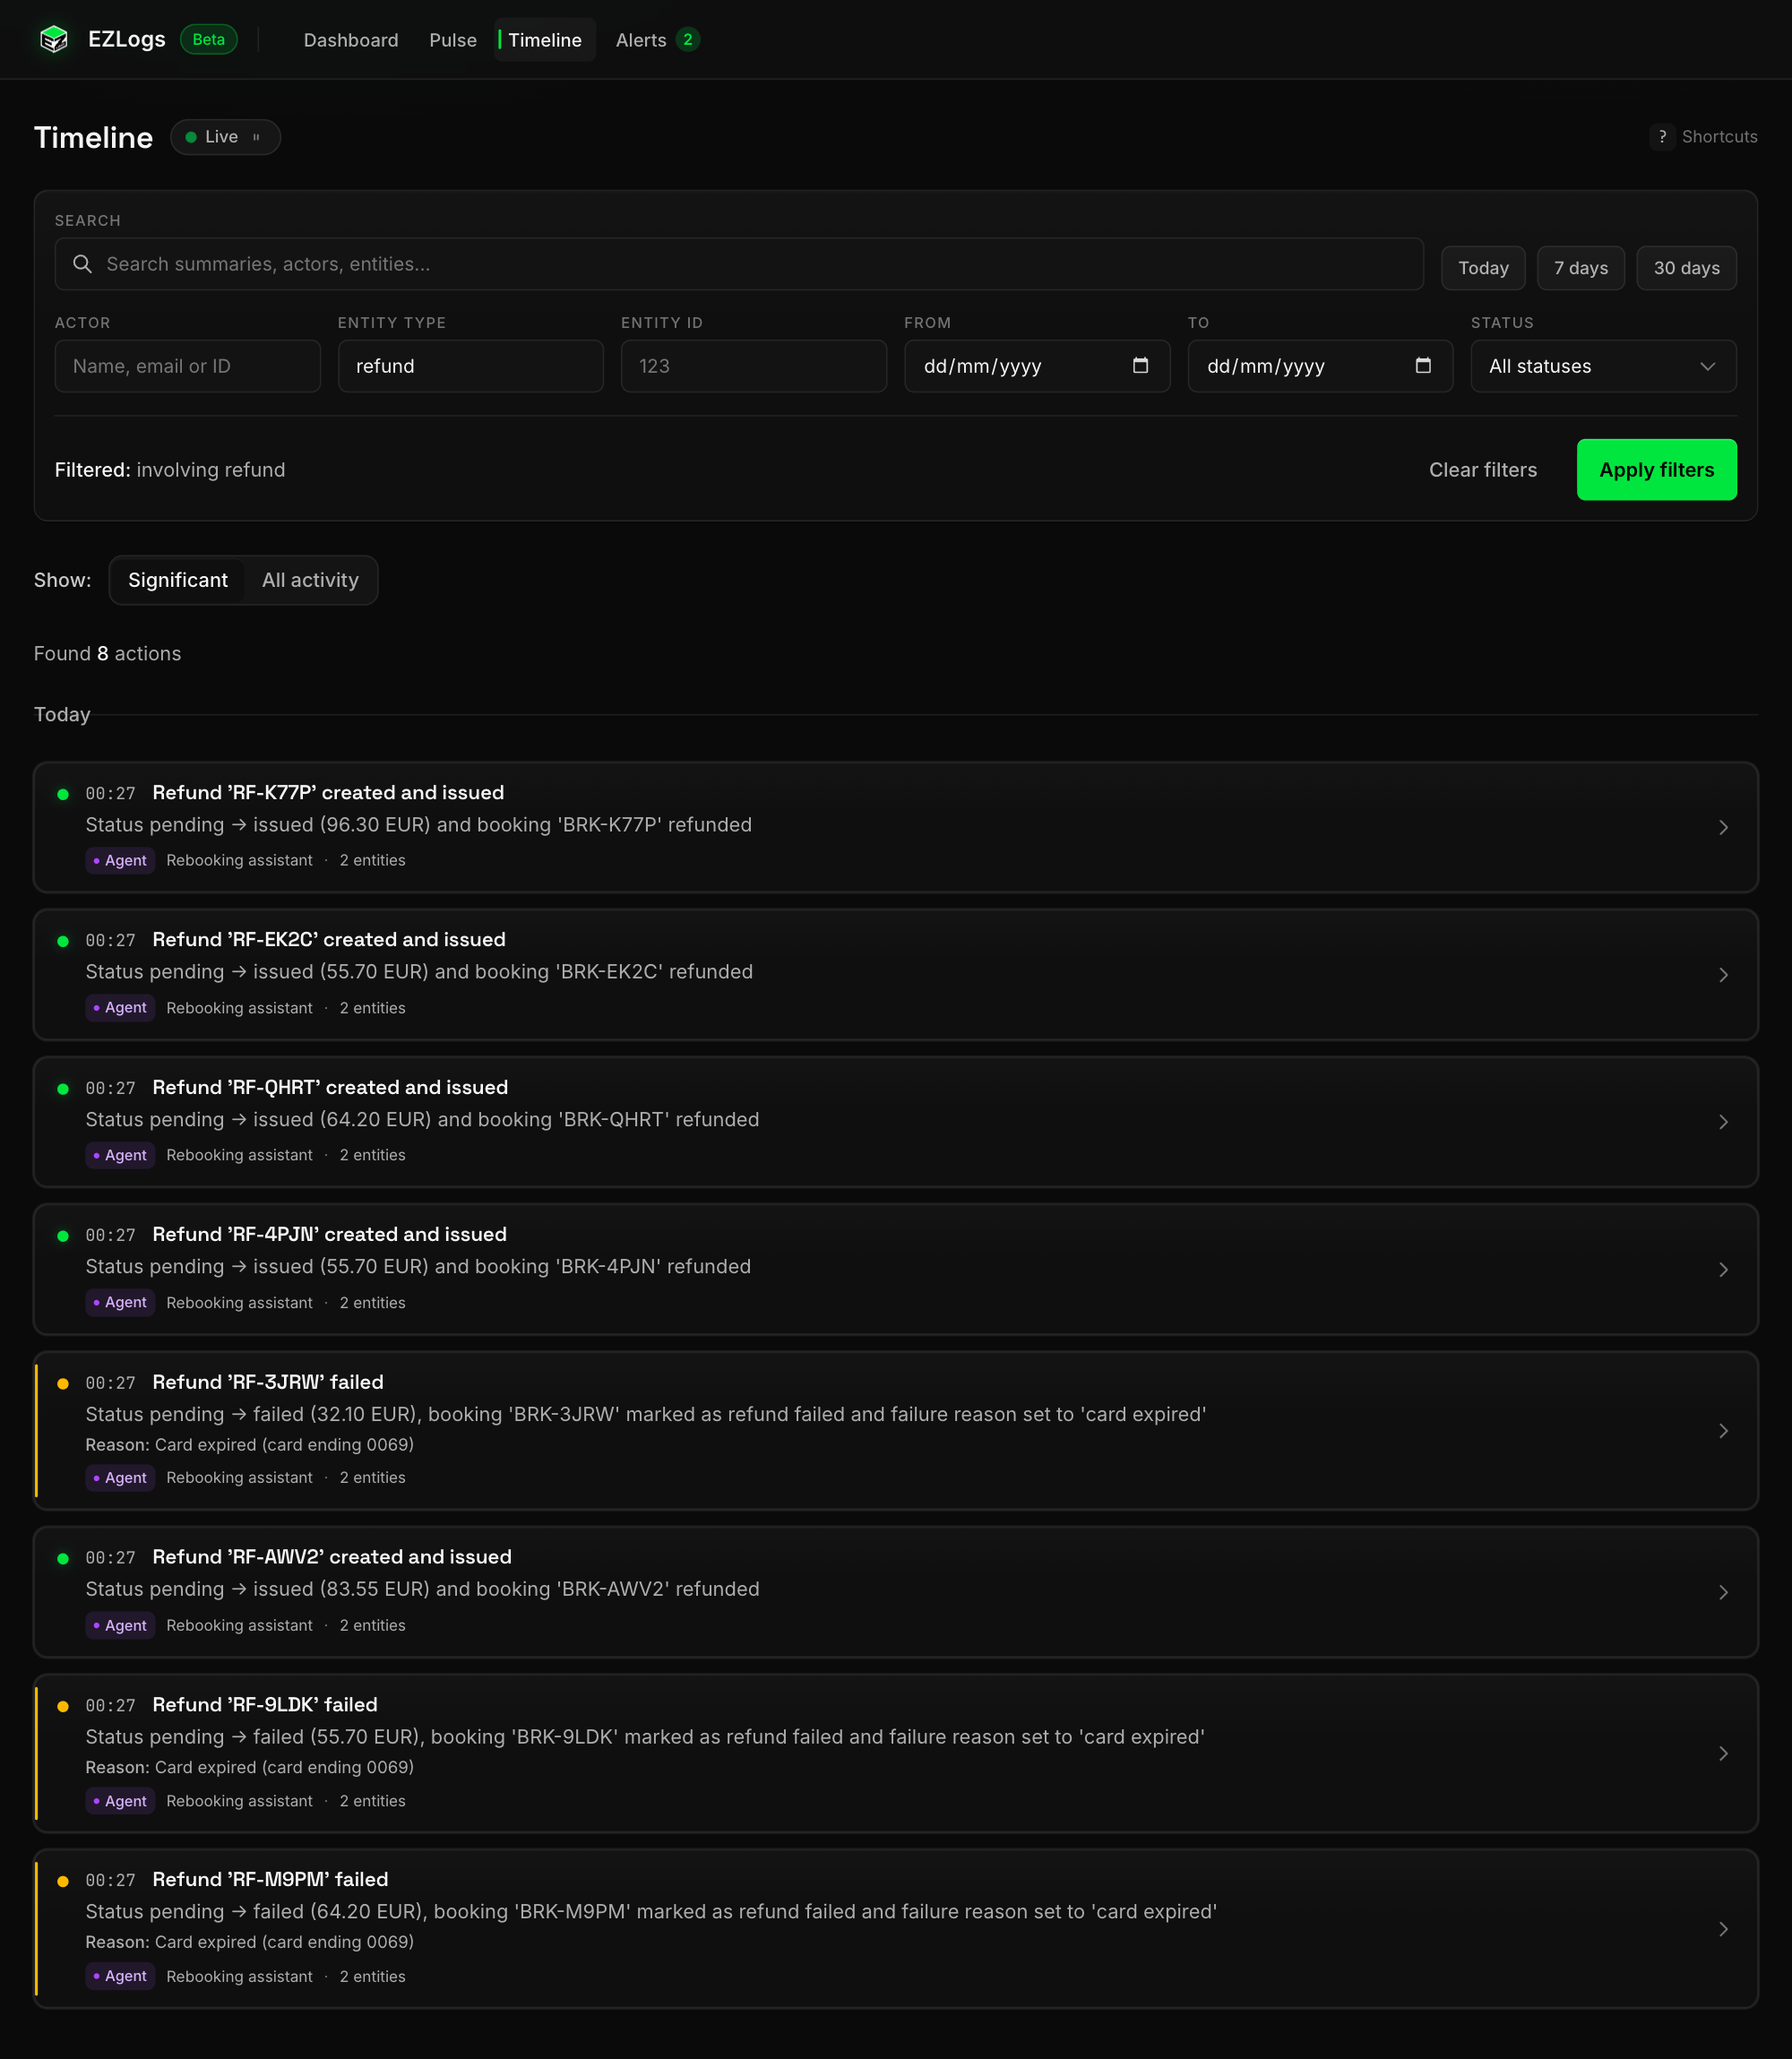 EZLogs Beta Dashboard Pulse Timeline Alerts 2
Timeline Live ? Shortcuts
SEARCH
Search summaries, actors, entities... Today 7 days 30 days
ACTOR ENTITY TYPE ENTITY ID FROM TO STATUS
Name, email or ID refund 123 dd/mm/yyyy dd/mm/yyyy All statuses
Filtered: involving refund Clear filters Apply filters
Show: Significant All activity
Found 8 actions
Today
00:27 Refund ’RF-K77P’ created and issued
Status pending → issued (96.30 EUR) and booking 'BRK-K77P' refunded
Agent Rebooking assistant · 2 entities
00:27 Refund ’RF-EK2C’ created and issued
Status pending → issued (55.70 EUR) and booking 'BRK-EK2C' refunded
Agent Rebooking assistant · 2 entities
00:27 Refund ’RF-QHRT’ created and issued
Status pending → issued (64.20 EUR) and booking 'BRK-QHRT' refunded
Agent Rebooking assistant · 2 entities
00:27 Refund ’RF-4PJN’ created and issued
Status pending → issued (55.70 EUR) and booking 'BRK-4PJN' refunded
Agent Rebooking assistant · 2 entities
00:27 Refund ’RF-3JRW’ failed
Status pending → failed (32.10 EUR), booking 'BRK-3JRW' marked as refund failed and failure reason set to 'card expired'
Reason: Card expired (card ending 0069)
Agent Rebooking assistant · 2 entities
00:27 Refund ’RF-AWV2’ created and issued
Status pending → issued (83.55 EUR) and booking 'BRK-AWV2' refunded
Agent Rebooking assistant · 2 entities
00:27 Refund ’RF-9LDK’ failed
Status pending → failed (55.70 EUR), booking 'BRK-9LDK' marked as refund failed and failure reason set to 'card expired'
Reason: Card expired (card ending 0069)
Agent Rebooking assistant · 2 entities
00:27 Refund ’RF-M9PM’ failed
Status pending → failed (64.20 EUR), booking 'BRK-M9PM' marked as refund failed and failure reason set to 'card expired'
Reason: Card expired (card ending 0069)
Agent Rebooking assistant · 2 entities